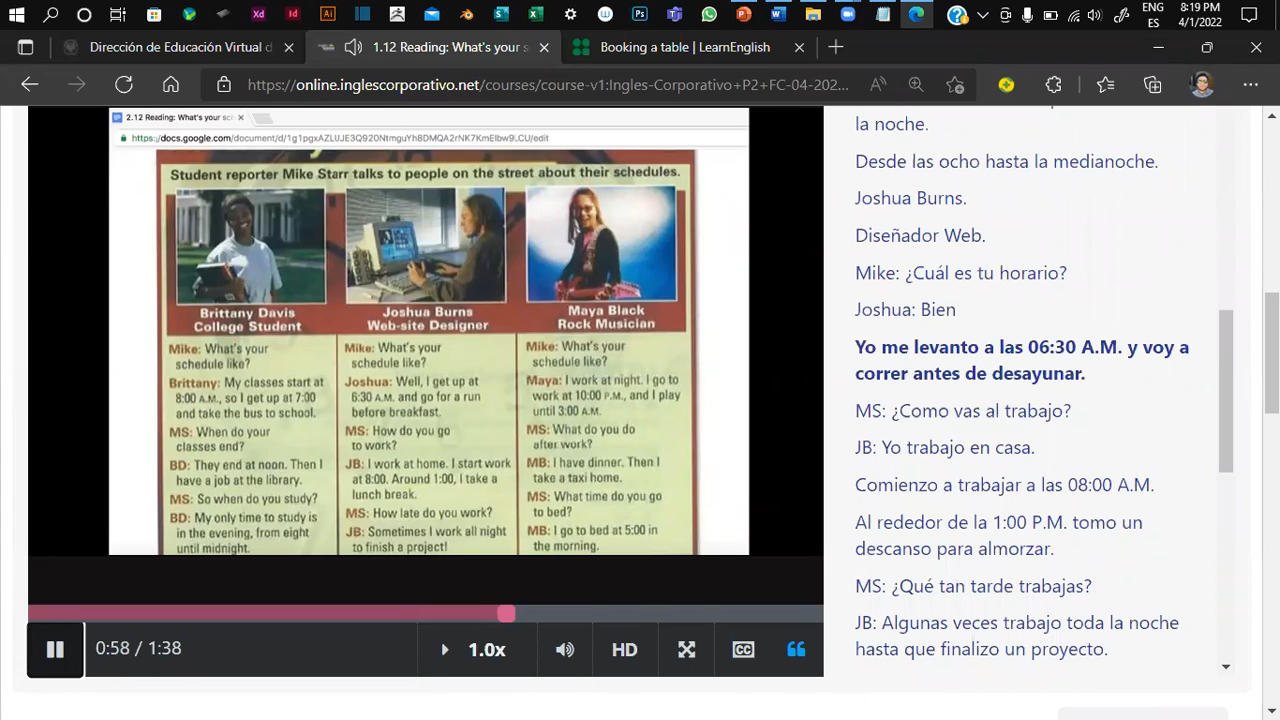 ENG
ES
8:19 PM
4/1/2022
Dirección de Educación Virtual d
1.12 Reading: What's your s
Booking a table | LearnEnglish
https://online.inglescorporativo.net/courses/course-v1:Ingles-Corporativo+P2+FC-04-202...
2.12 Reading: What's your sc
https://docs.google.com/document/d/1g1pgxAZLUJE3Q92ONtmguYh8DMQA2rNK7KmElbw9LCU/edit
Student reporter Mike Starr talks to people on the street about their schedules.
Brittany Davis
College Student
Mike: What's your
schedule like?
Brittany: My classes start at
8:00 A.M., so I get up at 7:00
and take the bus to school.
MS: When do your
classes end?
BD: They end at noon. Then I
have a job at the library.
MS: So when do you study?
BD: My only time to study is
in the evening, from eight
until midnight.
Joshua Burns
Web-site Designer
Mike: What's your
schedule like?
Joshua: Well, I get up at
6:30 A.M. and go for a run
before breakfast.
MS: How do you go
to work?
JB: I work at home. I start work
at 8:00. Around 1:00, I take a
lunch break.
MS: How late do you work?
JB: Sometimes I work all night
to finish a project!
Maya Black
Rock Musician
Mike: What's your
schedule like?
Maya: I work at night. I go to
work at 10:00 P.M., and I play
until 3:00 A.M.
MS: What do you do
after work?
MB: I have dinner. Then I
take a taxi home.
MS: What time do you go
to bed?
MB: I go to bed at 5:00 in
the morning.
0:58 / 1:38
1.0x
HD
CC
la noche.
Desde las ocho hasta la medianoche.
Joshua Burns.
Diseñador Web.
Mike: ¿Cuál es tu horario?
Joshua: Bien
Yo me levanto a las 06:30 A.M. y voy a
correr antes de desayunar.
MS: ¿Como vas al trabajo?
JB: Yo trabajo en casa.
Comienzo a trabajar a las 08:00 A.M.
Al rededor de la 1:00 P.M. tomo un
descanso para almorzar.
MS: ¿Qué tan tarde trabajas?
JB: Algunas veces trabajo toda la noche
hasta que finalizo un proyecto.